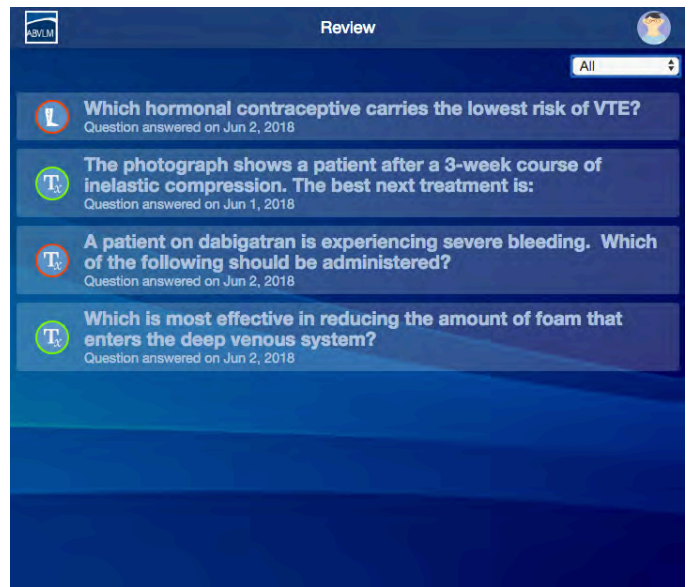 ABVLM
Review
All
Which hormonal contraceptive carries the lowest risk of VTE?
Question answered on Jun 2, 2018
The photograph shows a patient after a 3-week course of
inelastic compression. The best next treatment is:
Question answered on Jun 1, 2018
Tx
A patient on dabigatran is experiencing severe bleeding.  Which
of the following should be administered?
Question answered on Jun 2, 2018
Tx
Which is most effective in reducing the amount of foam that
enters the deep venous system?
Question answered on Jun 2, 2018
Tx